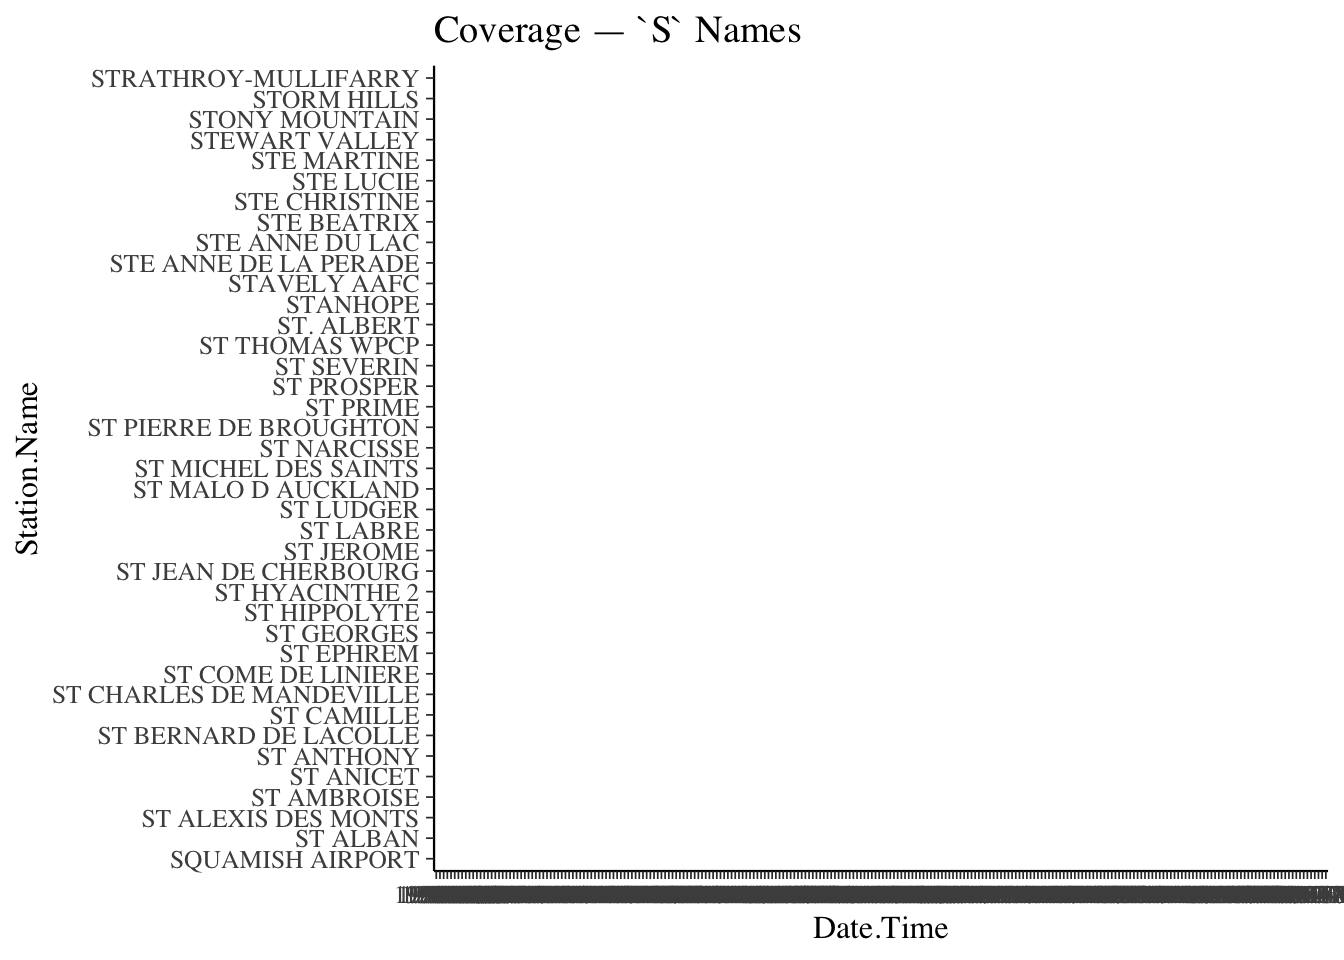 Coverage — `S` Names
STRATHROY-MULLIFARRY
STORM HILLS
STONY MOUNTAIN
STEWART VALLEY
STE MARTINE
STE LUCIE
STE CHRISTINE
STE BEATRIX
STE ANNE DU LAC
STE ANNE DE LA PERADE
STAVELY AAFC
STANHOPE
ST. ALBERT
ST THOMAS WPCP
ST SEVERIN
ST PROSPER
ST PRIME
ST PIERRE DE BROUGHTON
ST NARCISSE
ST MICHEL DES SAINTS
ST MALO D AUCKLAND
ST LUDGER
ST LABRE
ST JEROME
ST JEAN DE CHERBOURG
ST HYACINTHE 2
ST HIPPOLYTE
ST GEORGES
ST EPHREM
ST COME DE LINIERE
ST CHARLES DE MANDEVILLE
ST CAMILLE
ST BERNARD DE LACOLLE
ST ANTHONY
ST ANICET
ST AMBROISE
ST ALEXIS DES MONTS
ST ALBAN
SQUAMISH AIRPORT
Station.Name
Date.Time